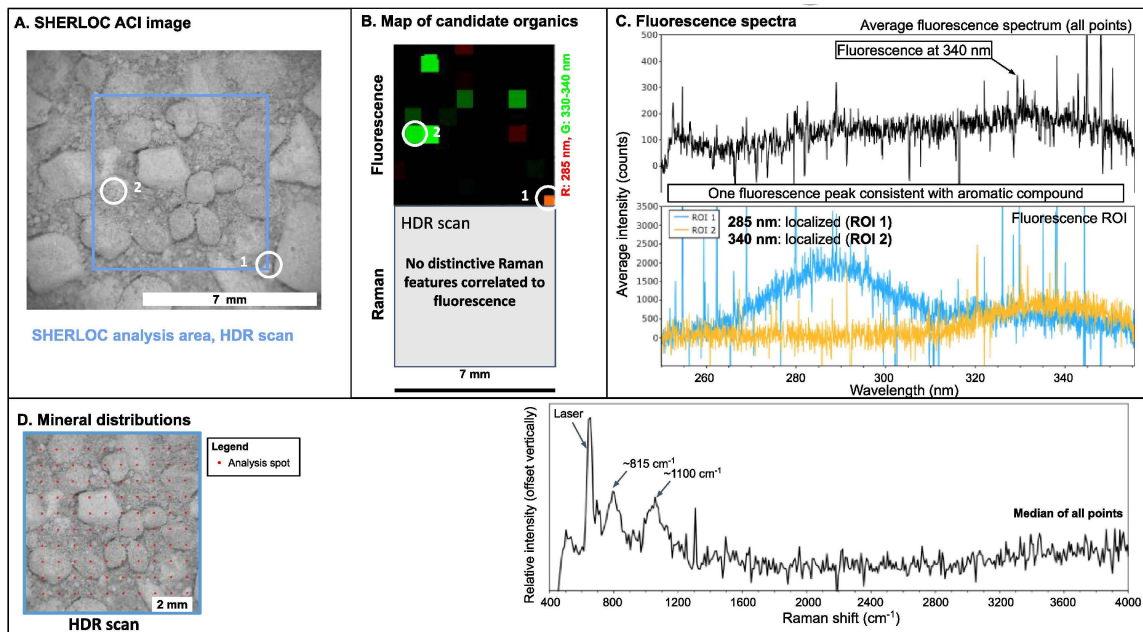 A. SHERLOC ACI image
2
1
7 mm
SHERLOC analysis area, HDR scan
B. Map of candidate organics
Fluorescence
2
1
R: 285 nm, G: 330-340 nm
HDR scan
No distinctive Raman
features correlated to
fluorescence
Raman
7 mm
C. Fluorescence spectra
Average fluorescence spectrum (all points)
Fluorescence at 340 nm
500
400
300
200
100
0
One fluorescence peak consistent with aromatic compound
Average intensity (counts)
3500
3000
2500
2000
1500
1000
500
0
ROI 1
ROI 2
285 nm: localized (ROI 1)
340 nm: localized (ROI 2)
Fluorescence ROI
260 280 300 320 340
Wavelength (nm)
D. Mineral distributions
Legend
Analysis spot
2 mm
HDR scan
Relative intensity (offset vertically)
Laser
~815 cm⁻¹
~1100 cm⁻¹
Median of all points
400 800 1200 1600 2000 2400 2800 3200 3600 4000
Raman shift (cm⁻¹)